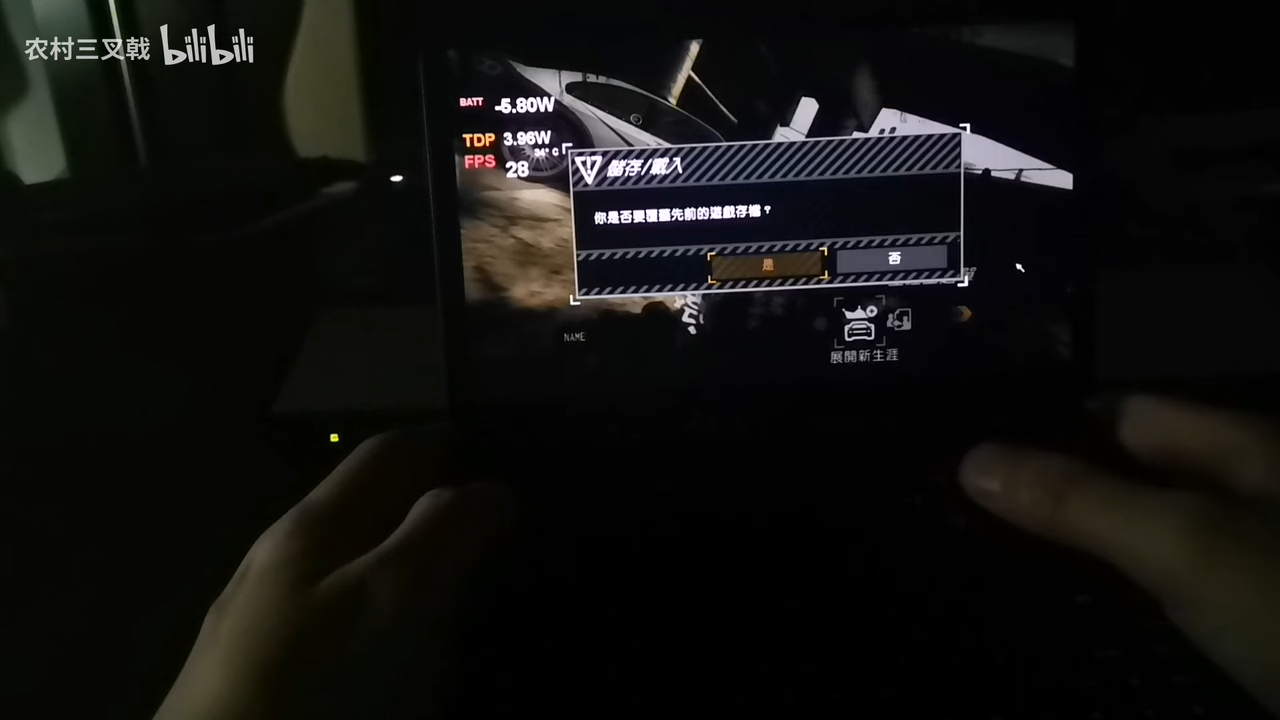 农村三叉戟 bilibili
BATT -5.80W
TDP 3.96W
34°C
FPS 28
儲存/載入
你是否要覆蓋先前的遊戲存檔？
是
否
NAME
展開新生涯